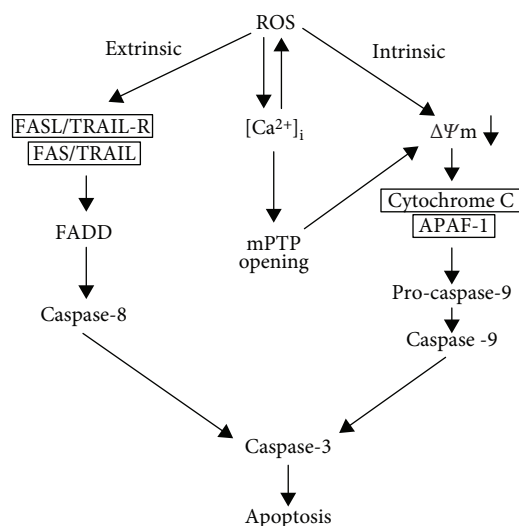 ROS
Extrinsic
Intrinsic
FASL/TRAIL-R
FAS/TRAIL
[Ca²⁺]ᵢ
ΔΨm
Cytochrome C
APAF-1
FADD
mPTP
opening
Pro-caspase-9
Caspase-8
Caspase -9
Caspase-3
Apoptosis